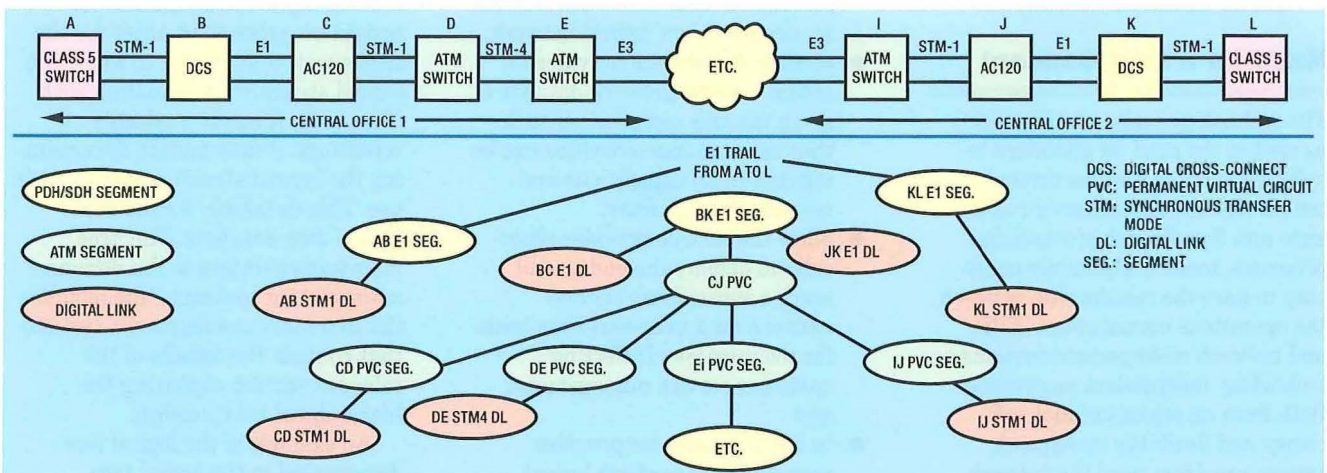 A B C D E I J K L
STM-1 E1 STM-1 STM-4 E3 E3 STM-1 E1 STM-1
CLASS 5
SWITCH
DCS
AC120
ATM
SWITCH
ATM
SWITCH
ETC.
ATM
SWITCH
AC120
DCS
CLASS 5
SWITCH
CENTRAL OFFICE 1
CENTRAL OFFICE 2
E1 TRAIL
FROM A TO L
PDH/SDH SEGMENT
ATM SEGMENT
DIGITAL LINK
AB E1 SEG.
BK E1 SEG.
KL E1 SEG.
BC E1 DL
JK E1 DL
AB STM1 DL
CJ PVC
KL STM1 DL
CD PVC SEG.
DE PVC SEG.
Ei PVC SEG.
IJ PVC SEG.
CD STM1 DL
DE STM4 DL
ETC.
IJ STM1 DL
DCS: DIGITAL CROSS-CONNECT
PVC: PERMANENT VIRTUAL CIRCUIT
STM: SYNCHRONOUS TRANSFER
MODE
DL: DIGITAL LINK
SEG: SEGMENT